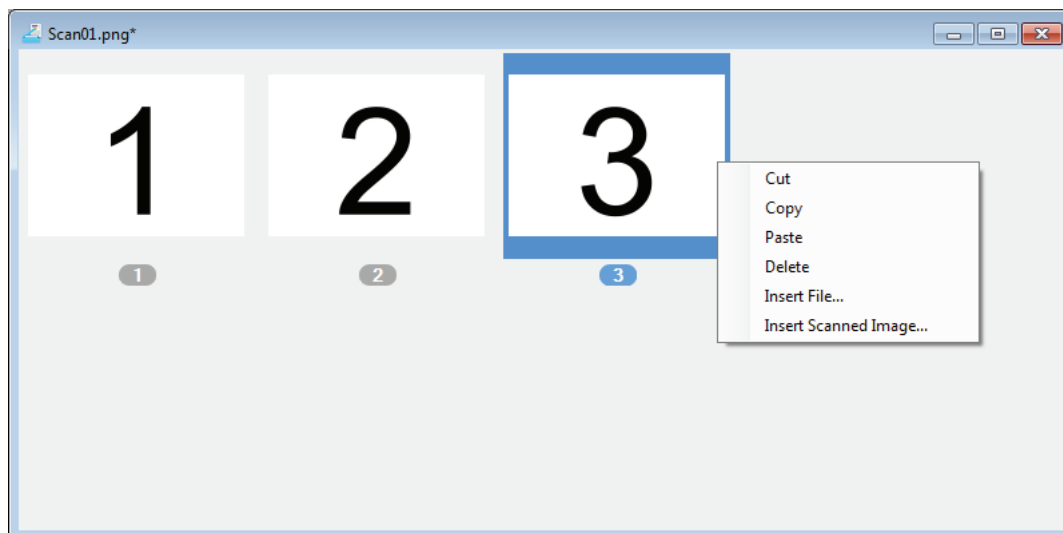 Scan01.png*
1 2 3
1 2 3
Cut
Copy
Paste
Delete
Insert File...
Insert Scanned Image...